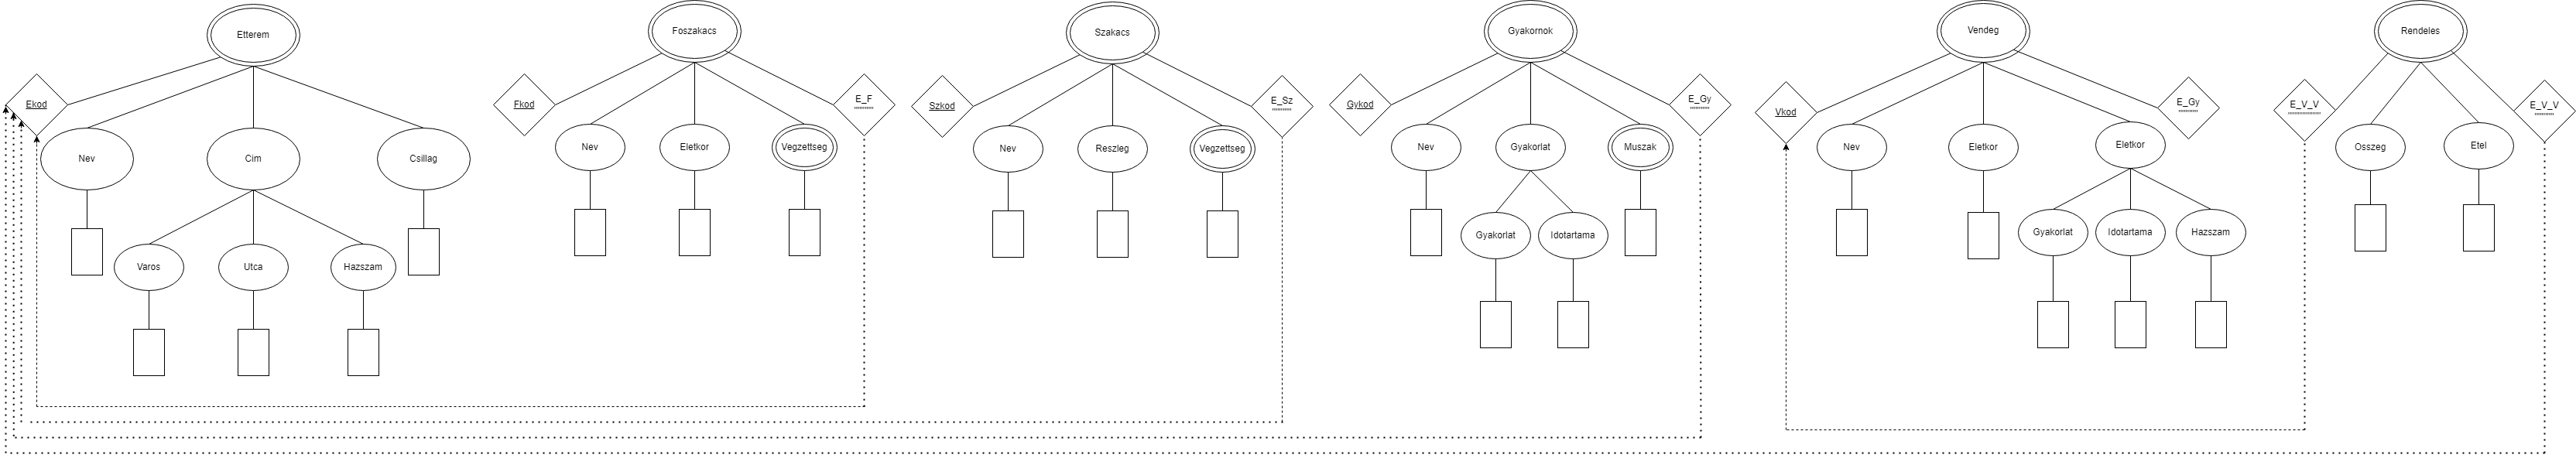 Etterem
Ekod
Nev
Cim
Csillag
Varos
Utca
Hazszam
Foszakacs
Fkod
E_F
Nev
Eletkor
Vegzettseg
Szakacs
Szkod
E_Sz
Nev
Reszleg
Vegzettseg
Gyakornok
Gykod
E_Gy
Nev
Gyakorlat
Muszak
Gyakorlat
Idotartama
Vendeg
Vkod
E_Gy
Nev
Eletkor
Eletkor
Gyakorlat
Idotartama
Hazszam
Rendeles
E_V_V
E_V_V
Osszeg
Etel